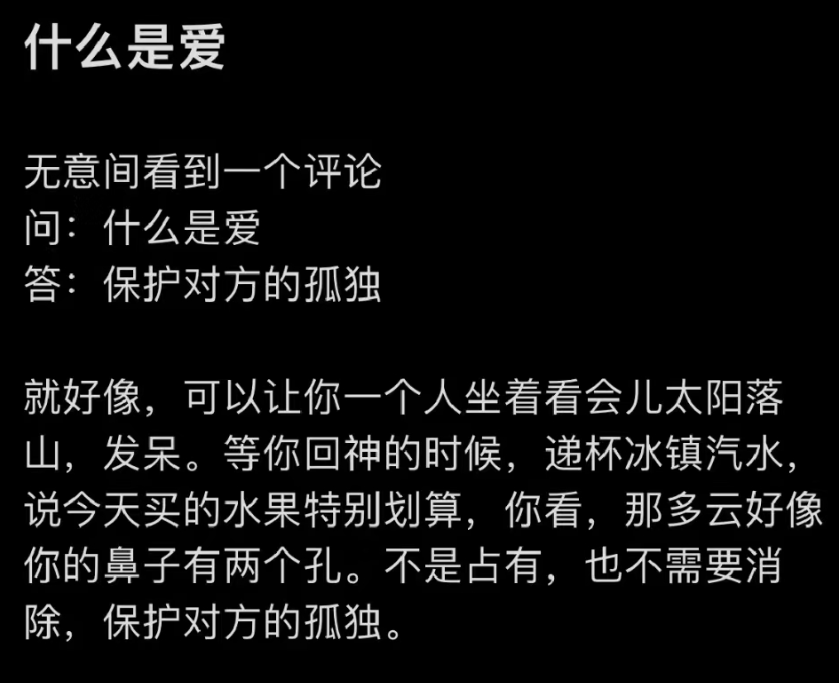 什么是爱
无意间看到一个评论
问：什么是爱
答：保护对方的孤独
就好像，可以让你一个人坐着看会儿太阳落
山，发呆。等你回神的时候，递杯冰镇汽水，
说今天买的水果特别划算，你看，那多云好像
你的鼻子有两个孔。不是占有，也不需要消
除，保护对方的孤独。